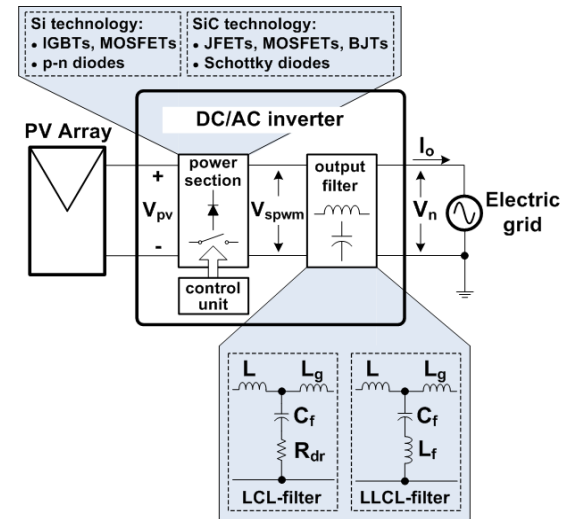 Si technology:
• IGBTs, MOSFETs
• p-n diodes
SiC technology:
• JFETs, MOSFETs, BJTs
• Schottky diodes
DC/AC inverter
PV Array
power
section
output
filter
Io
+
Vpv
-
Vspwm
Vn
Electric
grid
control
unit
L
Lg
Cf
Rdr
LCL-filter
L
Lg
Cf
Lf
LLCL-filter